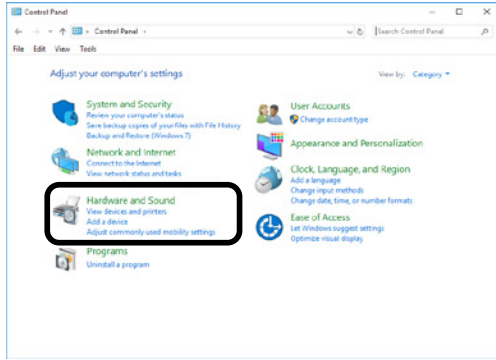 Control Panel
Control Panel
Search Control Panel
File Edit View Tools
Adjust your computer's settings
View by: Category
System and Security
Review your computer's status
Save backup copies of your files with File History
Backup and Restore (Windows 7)
Network and Internet
Connect to the Internet
View network status and tasks
Hardware and Sound
View devices and printers
Add a device
Adjust commonly used mobility settings
Programs
Uninstall a program
User Accounts
Change account type
Appearance and Personalization
Clock, Language, and Region
Add a language
Change input methods
Change date, time, or number formats
Ease of Access
Let Windows suggest settings
Optimize visual display